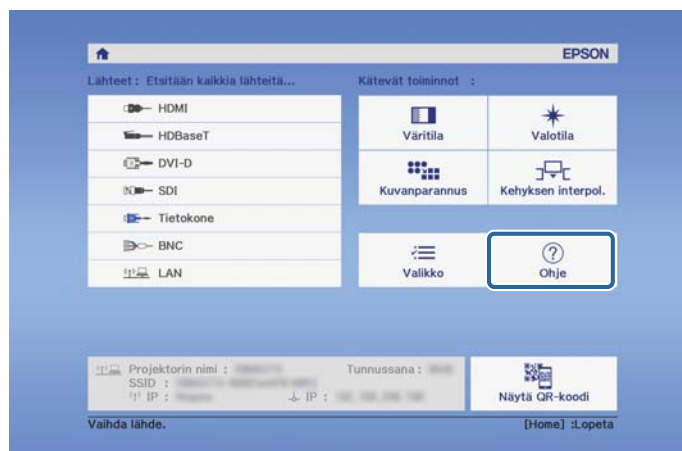 EPSON
Lähteet : Etsitään kaikkia lähteitä...
Kätevät toiminnot :
HDMI
HDBaseT
DVI-D
SDI
Tietokone
BNC
LAN
Väritila
Valotila
Kuvanparannus
Kehyksen interpol.
Valikko
Ohje
Projektorin nimi :
Tunnussana :
SSID :
IP :
IP :
Näytä QR-koodi
Vaihda lähde.
[Home] :Lopeta